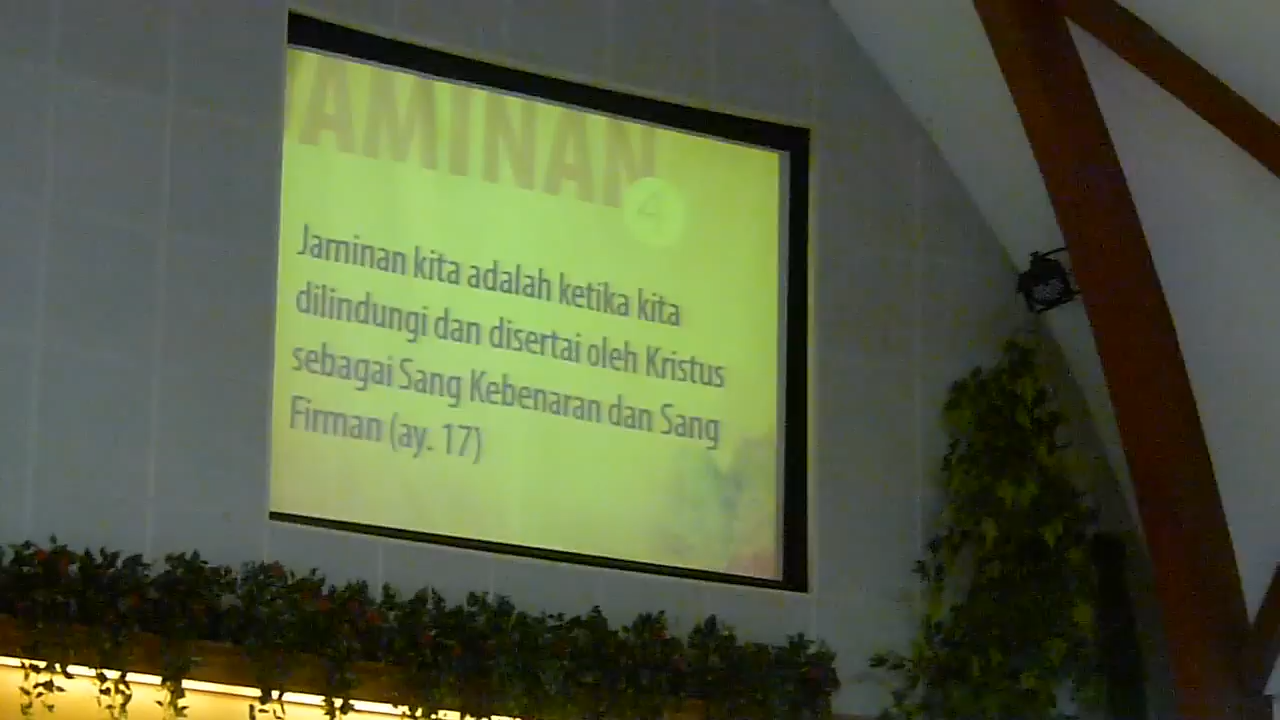 JAMINAN
4
Jaminan kita adalah ketika kita
dilindungi dan disertai oleh Kristus
sebagai Sang Kebenaran dan Sang
Firman (ay. 17)